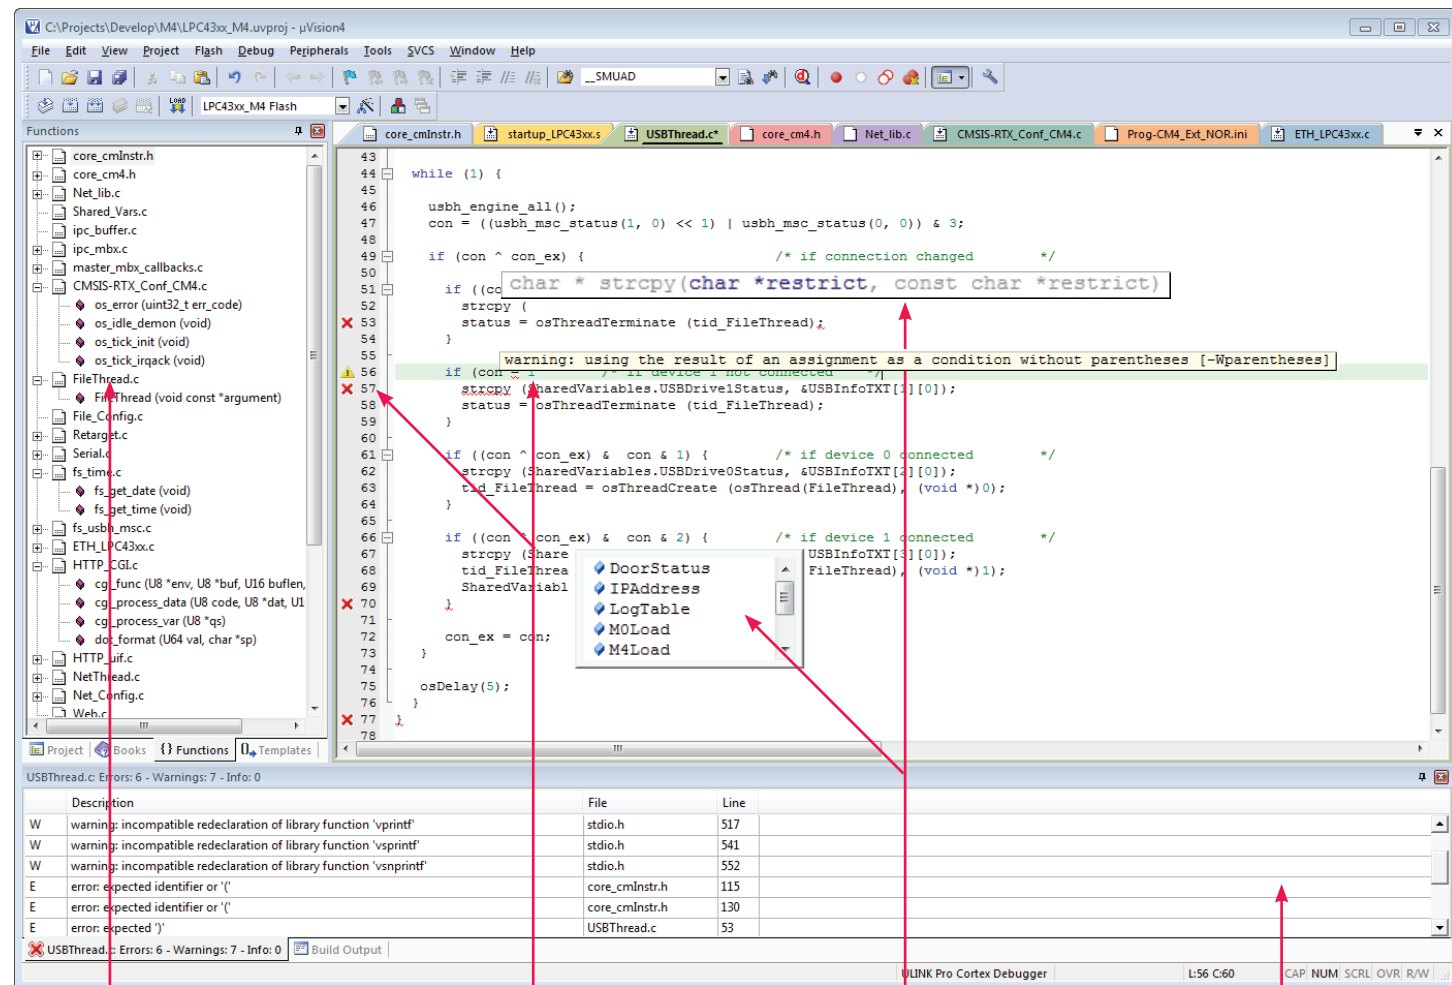 C:\Projects\Develop\M4\LPC43xx_M4.uvproj - µVision4
File Edit View Project Flash Debug Peripherals Tools SVCS Window Help
__SMUAD
LOAD LPC43xx_M4 Flash
Functions
core_cmInstr.h startup_LPC43xx.s USBThread.c* core_cm4.h Net_lib.c CMSIS-RTX_Conf_CM4.c Prog-CM4_Ext_NOR.ini ETH_LPC43xx.c
core_cmInstr.h
core_cm4.h
Net_lib.c
Shared_Vars.c
ipc_buffer.c
ipc_mbx.c
master_mbx_callbacks.c
CMSIS-RTX_Conf_CM4.c
os_error (uint32_t err_code)
os_idle_demon (void)
os_tick_init (void)
os_tick_irqack (void)
FileThread.c
FileThread (void const *argument)
File_Config.c
Retarget.c
Serial.c
fs_time.c
fs_get_date (void)
fs_get_time (void)
fs_usbh_msc.c
ETH_LPC43xx.c
HTTP_CGI.c
cgi_func (U8 *env, U8 *buf, U16 buflen,
cgi_process_data (U8 code, U8 *dat, U1
cgi_process_var (U8 *qs)
dot_format (U64 val, char *sp)
HTTP_uif.c
NetThread.c
Net_Config.c
Web.c
Project Books {} Functions Templates
43
44 while (1) {
45
46 usbh_engine_all();
47 con = ((usbh_msc_status(1, 0) << 1) | usbh_msc_status(0, 0)) & 3;
48
49 if (con ^ con_ex) { /* if connection changed */
50
char * strcpy(char *restrict, const char *restrict)
51 if ((co
52 strcpy (
53 status = osThreadTerminate (tid_FileThread);
54 }
55
warning: using the result of an assignment as a condition without parentheses [-Wparentheses]
56 if (con = 1 /* if device 1 not connected */
57 strcpy (SharedVariables.USBDrive1Status, &USBInfoTXT[1][0]);
58 status = osThreadTerminate (tid_FileThread);
59 }
60
61 if ((con ^ con_ex) & con & 1) { /* if device 0 connected */
62 strcpy (SharedVariables.USBDrive0Status, &USBInfoTXT[2][0]);
63 tid_FileThread = osThreadCreate (osThread(FileThread), (void *)0);
64 }
65
66 if ((con ^ con_ex) & con & 2) { /* if device 1 connected */
67 strcpy (Share USBInfoTXT[3][0]);
68 tid_FileThrea FileThread), (void *)1);
69 SharedVariabl
DoorStatus
IPAddress
LogTable
M0Load
M4Load
70 }
71
72 con_ex = con;
73 }
74
75 osDelay(5);
76 }
77 }
78
USBThread.c: Errors: 6 - Warnings: 7 - Info: 0
Description File Line
W warning: incompatible redeclaration of library function 'vprintf' stdio.h 517
W warning: incompatible redeclaration of library function 'vsprintf' stdio.h 541
W warning: incompatible redeclaration of library function 'vsnprintf' stdio.h 552
E error: expected identifier or '(' core_cmInstr.h 115
E error: expected identifier or '(' core_cmInstr.h 130
E error: expected ')' USBThread.c 53
USBThread.c: Errors: 6 - Warnings: 7 - Info: 0 Build Output
ULINK Pro Cortex Debugger L:56 C:60 CAP NUM SCRL OVR R/W